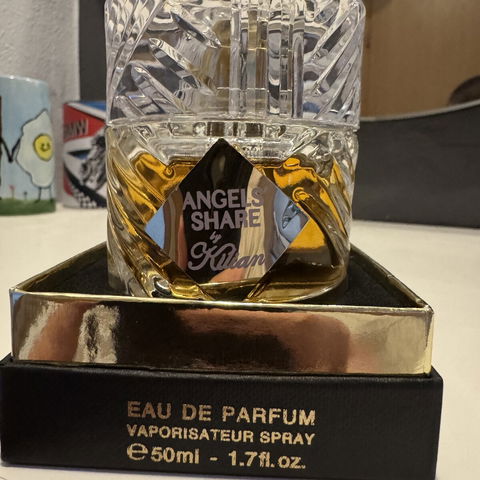 ANGELS'
SHARE
by
Kilian
EAU DE PARFUM
VAPORISATEUR SPRAY
℮50ml - 1.7fl.oz.